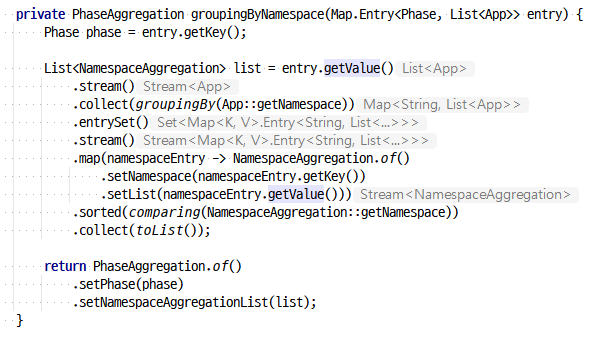 private PhaseAggregation groupingByNamespace(Map.Entry<Phase, List<App>> entry) {
    Phase phase = entry.getKey();

    List<NamespaceAggregation> list = entry.getValue() List<App>
        .stream() Stream<App>
        .collect(groupingBy(App::getNamespace)) Map<String, List<App>>
        .entrySet() Set<Map<K, V>.Entry<String, List<...>>>
        .stream() Stream<Map<K, V>.Entry<String, List<...>>>
        .map(namespaceEntry -> NamespaceAggregation.of()
            .setNamespace(namespaceEntry.getKey())
            .setList(namespaceEntry.getValue())) Stream<NamespaceAggregation>
        .sorted(comparing(NamespaceAggregation::getNamespace))
        .collect(toList());

    return PhaseAggregation.of()
        .setPhase(phase)
        .setNamespaceAggregationList(list);
}